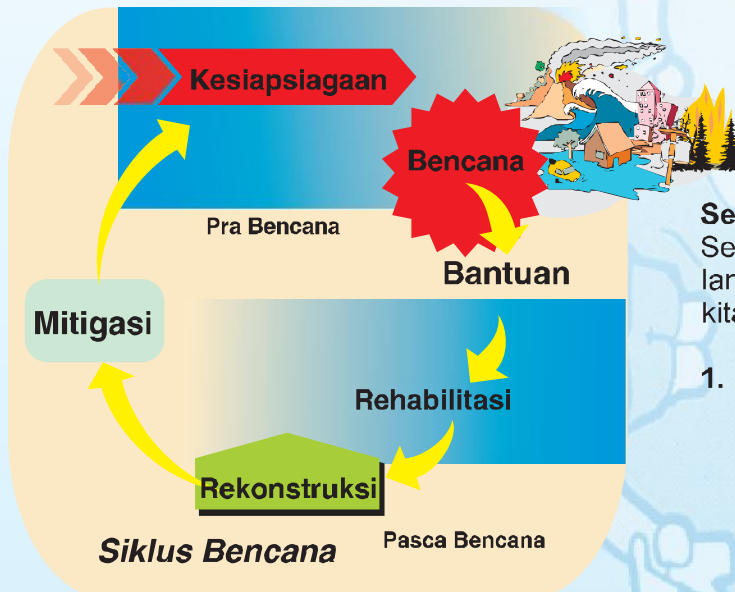 Kesiapsiagaan
Bencana
Pra Bencana
Bantuan
Mitigasi
Rehabilitasi
Rekonstruksi
Siklus Bencana
Pasca Bencana
Se
Se
lan
kita
1.